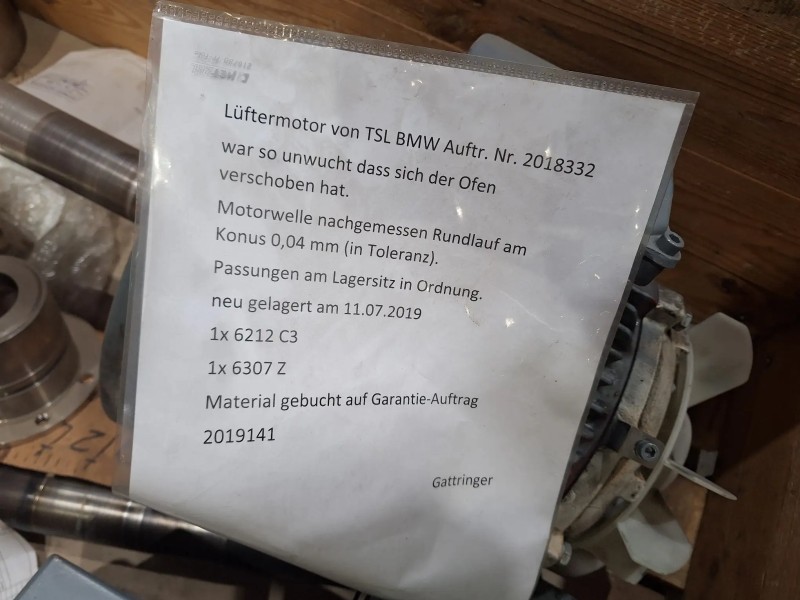 Lüftermotor von TSL BMW Auftr. Nr. 2018332
war so unwucht dass sich der Ofen
verschoben hat.
Motorwelle nachgemessen Rundlauf am
Konus 0,04 mm (in Toleranz).
Passungen am Lagersitz in Ordnung.
neu gelagert am 11.07.2019
1x 6212 C3
1x 6307 Z
Material gebucht auf Garantie-Auftrag
2019141
Gattringer